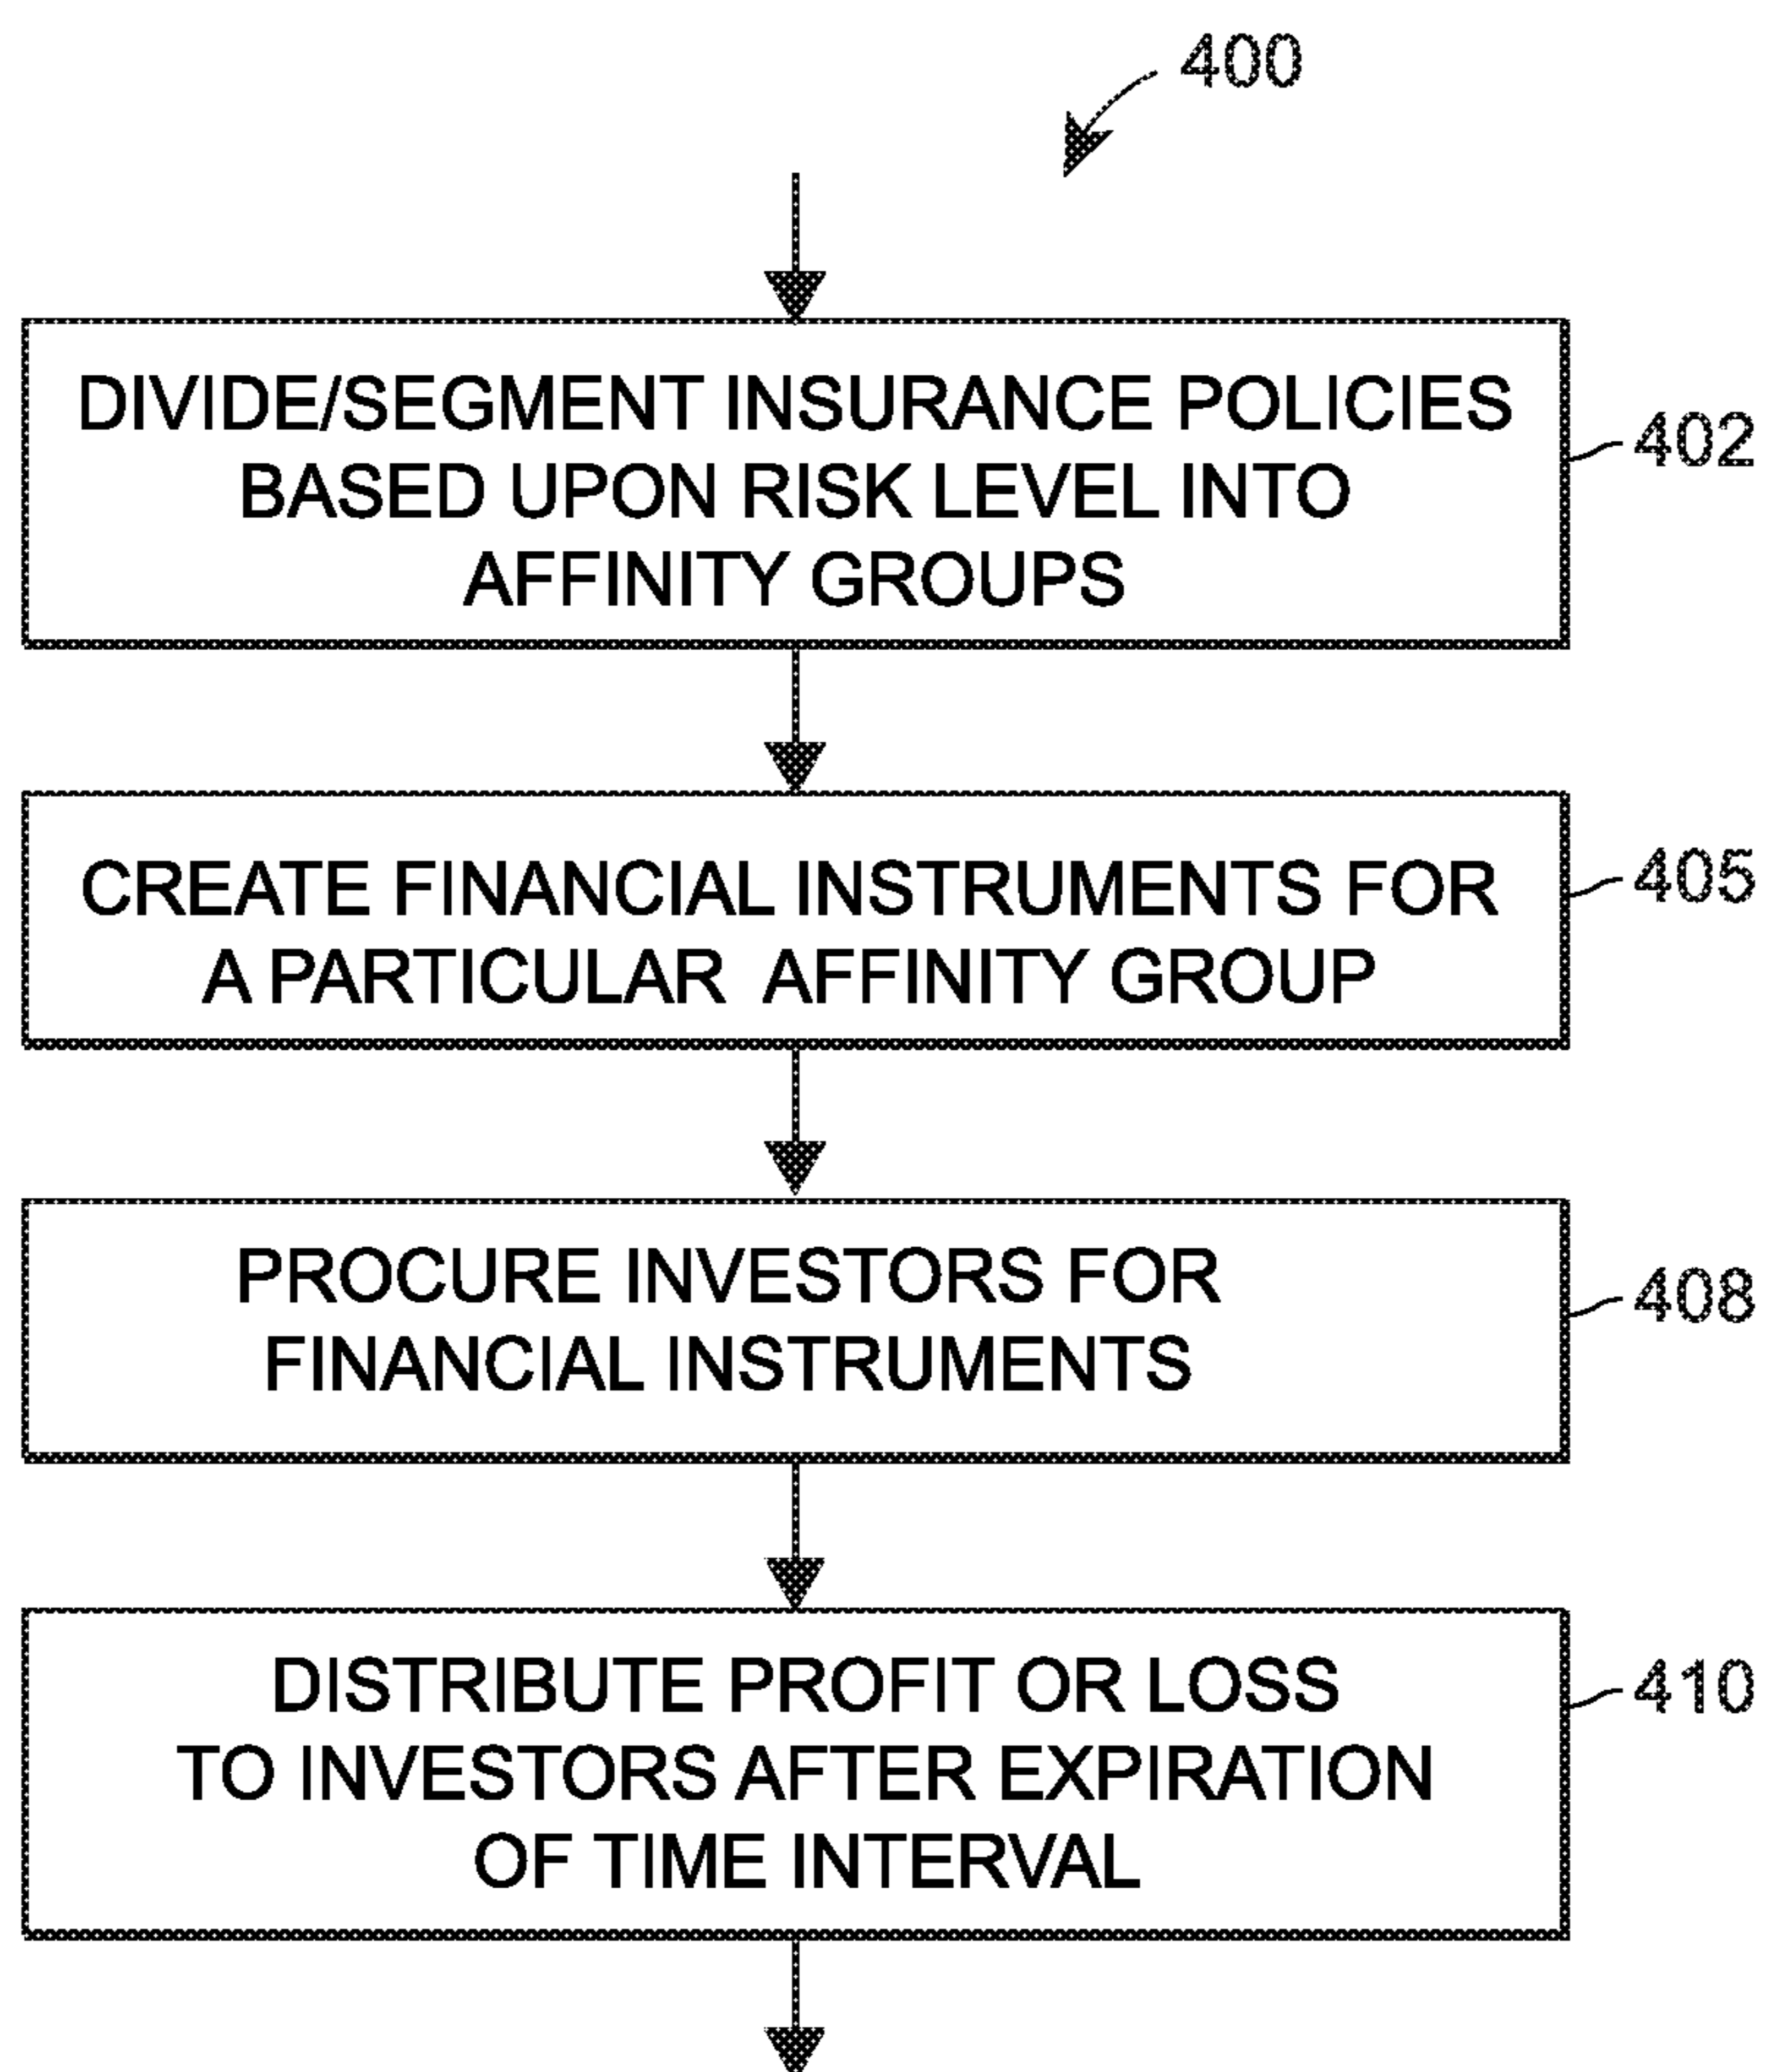 400
DIVIDE/SEGMENT INSURANCE POLICIES
BASED UPON RISK LEVEL INTO
AFFINITY GROUPS
402
CREATE FINANCIAL INSTRUMENTS FOR
A PARTICULAR AFFINITY GROUP
405
PROCURE INVESTORS FOR
FINANCIAL INSTRUMENTS
408
DISTRIBUTE PROFIT OR LOSS
TO INVESTORS AFTER EXPIRATION
OF TIME INTERVAL
410